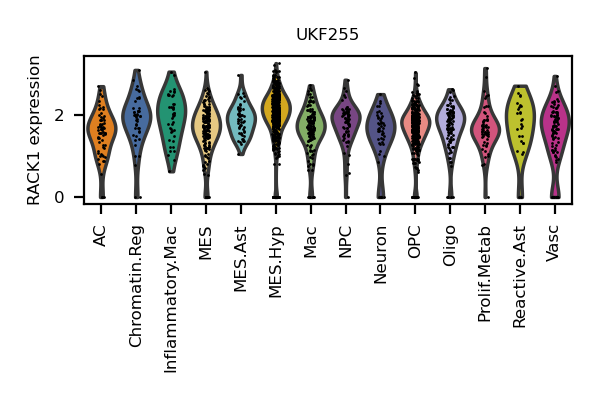 UKF255
RACK1 expression
2
0
AC
Chromatin.Reg
Inflammatory.Mac
MES
MES.Ast
MES.Hyp
Mac
NPC
Neuron
OPC
Oligo
Prolif.Metab
Reactive.Ast
Vasc